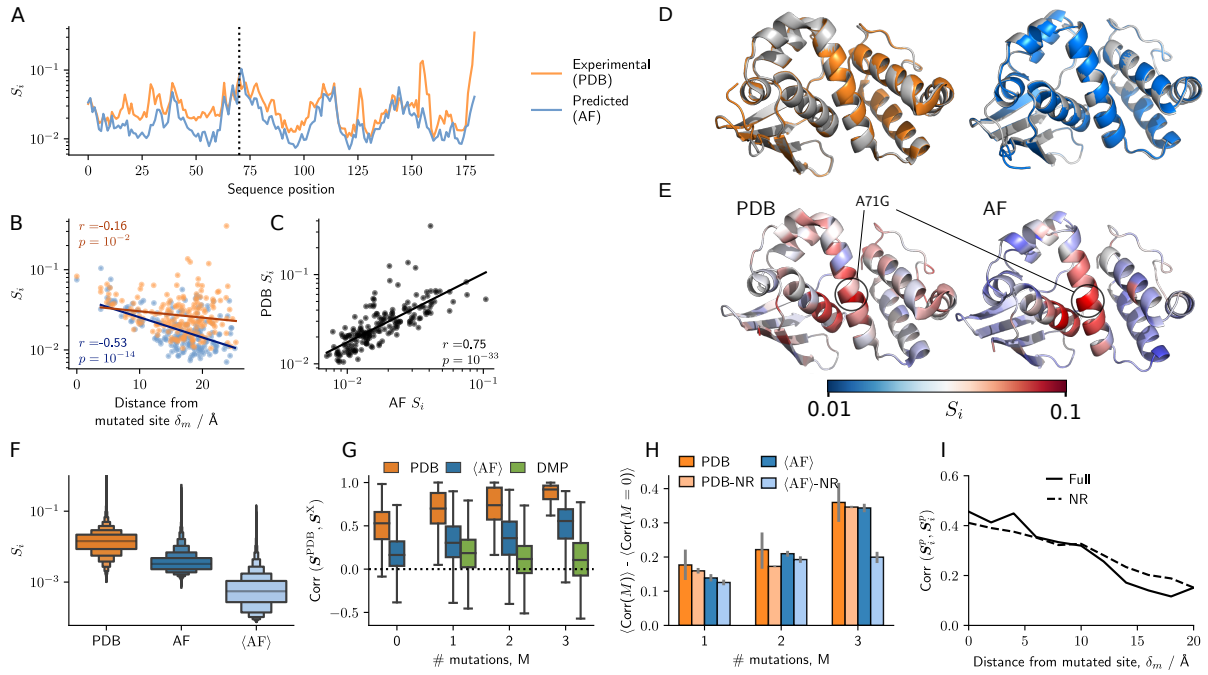 A
S_i
10^{-1}
10^{-2}
0 25 50 75 100 125 150 175
Sequence position
Experimental
(PDB)
Predicted
(AF)
B
r=-0.16
p = 10^{-2}
S_i
10^{-1}
10^{-2}
r=-0.53
p = 10^{-14}
0 10 20
Distance from
mutated site δ_m / Å
C
PDB S_i
10^{-1}
10^{-2}
r=0.75
p = 10^{-33}
10^{-2} 10^{-1}
AF S_i
D
E
PDB
A71G
AF
0.01 S_i 0.1
F
S_i
10^{-1}
10^{-3}
PDB AF ⟨AF⟩
G
PDB ⟨AF⟩ DMP
Corr (S^{PDB}, S^X)
1.0
0.5
0.0
−0.5
0 1 2 3
# mutations, M
H
PDB
PDB-NR
⟨AF⟩
⟨AF⟩-NR
⟨Corr(M)⟩ - ⟨Corr(M = 0)⟩
0.4
0.3
0.2
0.1
0.0
1 2 3
# mutations, M
I
Full
NR
Corr (S_i^p, S_i^p)
0.6
0.4
0.2
0.0
0 5 10 15 20
Distance from mutated site, δ_m / Å